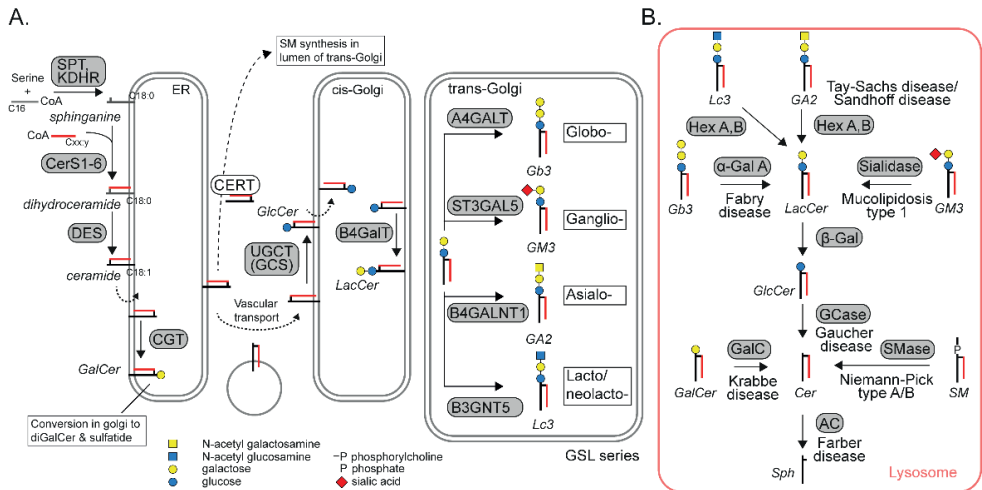 A.
SPT,
KDHR
Serine
+
C16
CoA
C18:0
sphinganine
CoA
Cxx:y
CerS1-6
dihydroceramide
C18:0
DES
ceramide
C18:1
CGT
GalCer
Conversion in golgi to
diGalCer & sulfatide
ER
SM synthesis in
lumen of trans-Golgi
CERT
GlcCer
UGCT
(GCS)
Vascular
transport
cis-Golgi
B4GalT
LacCer
trans-Golgi
A4GALT
Globo-
Gb3
ST3GAL5
Ganglio-
GM3
B4GALNT1
Asialo-
GA2
B3GNT5
Lacto/
neolacto-
Lc3
GSL series
N-acetyl galactosamine
N-acetyl glucosamine
galactose
glucose
–P phosphorylcholine
P phosphate
sialic acid
B.
Lc3
GA2
Tay-Sachs disease/
Sandhoff disease
Hex A,B
Hex A,B
Gb3
α-Gal A
Fabry
disease
LacCer
Sialidase
Mucolipidosis
type 1
GM3
β-Gal
GlcCer
GCase
Gaucher
disease
GalCer
GalC
Krabbe
disease
Cer
SMase
Niemann-Pick
type A/B
P
SM
AC
Farber
disease
Sph
Lysosome